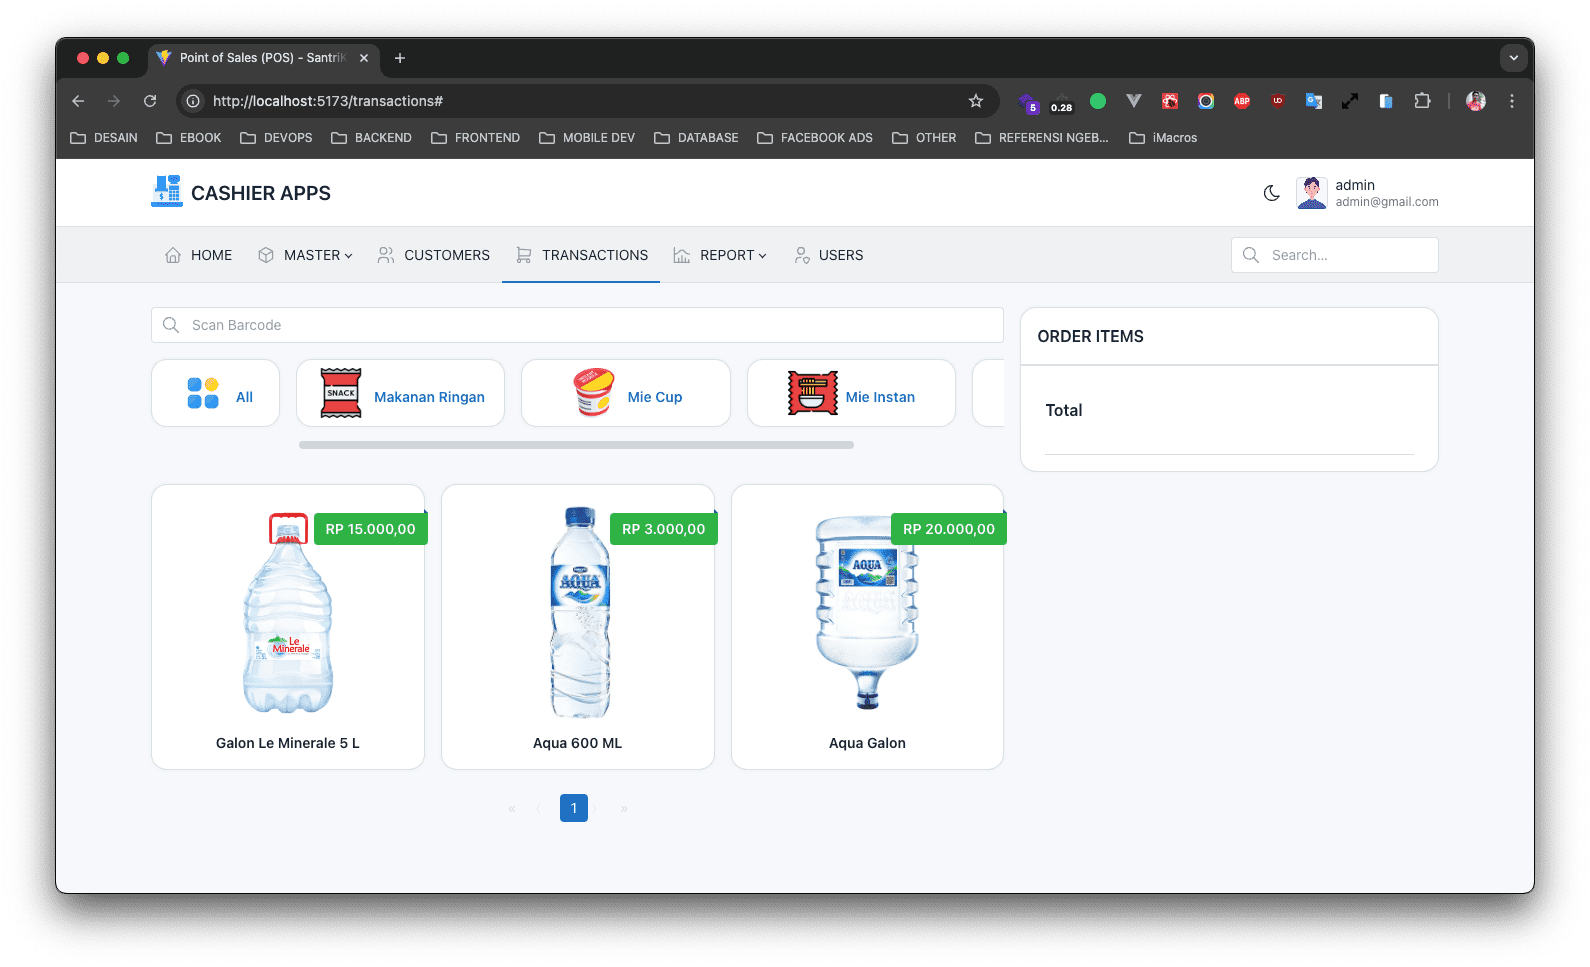 Point of Sales (POS) - SantriK
http://localhost:5173/transactions#
5
0.28
ABP
UD
DESAIN
EBOOK
DEVOPS
BACKEND
FRONTEND
MOBILE DEV
DATABASE
FACEBOOK ADS
OTHER
REFERENSI NGEB...
iMacros
CASHIER APPS
admin
admin@gmail.com
HOME
MASTER
CUSTOMERS
TRANSACTIONS
REPORT
USERS
Search...
Scan Barcode
ORDER ITEMS
All
SNACK
Makanan Ringan
Mie Cup
Mie Instan
Total
RP 15.000,00
RP 3.000,00
RP 20.000,00
Le
Minerale
AQUA
AQUA
Galon Le Minerale 5 L
Aqua 600 ML
Aqua Galon
« ‹ 1 › »